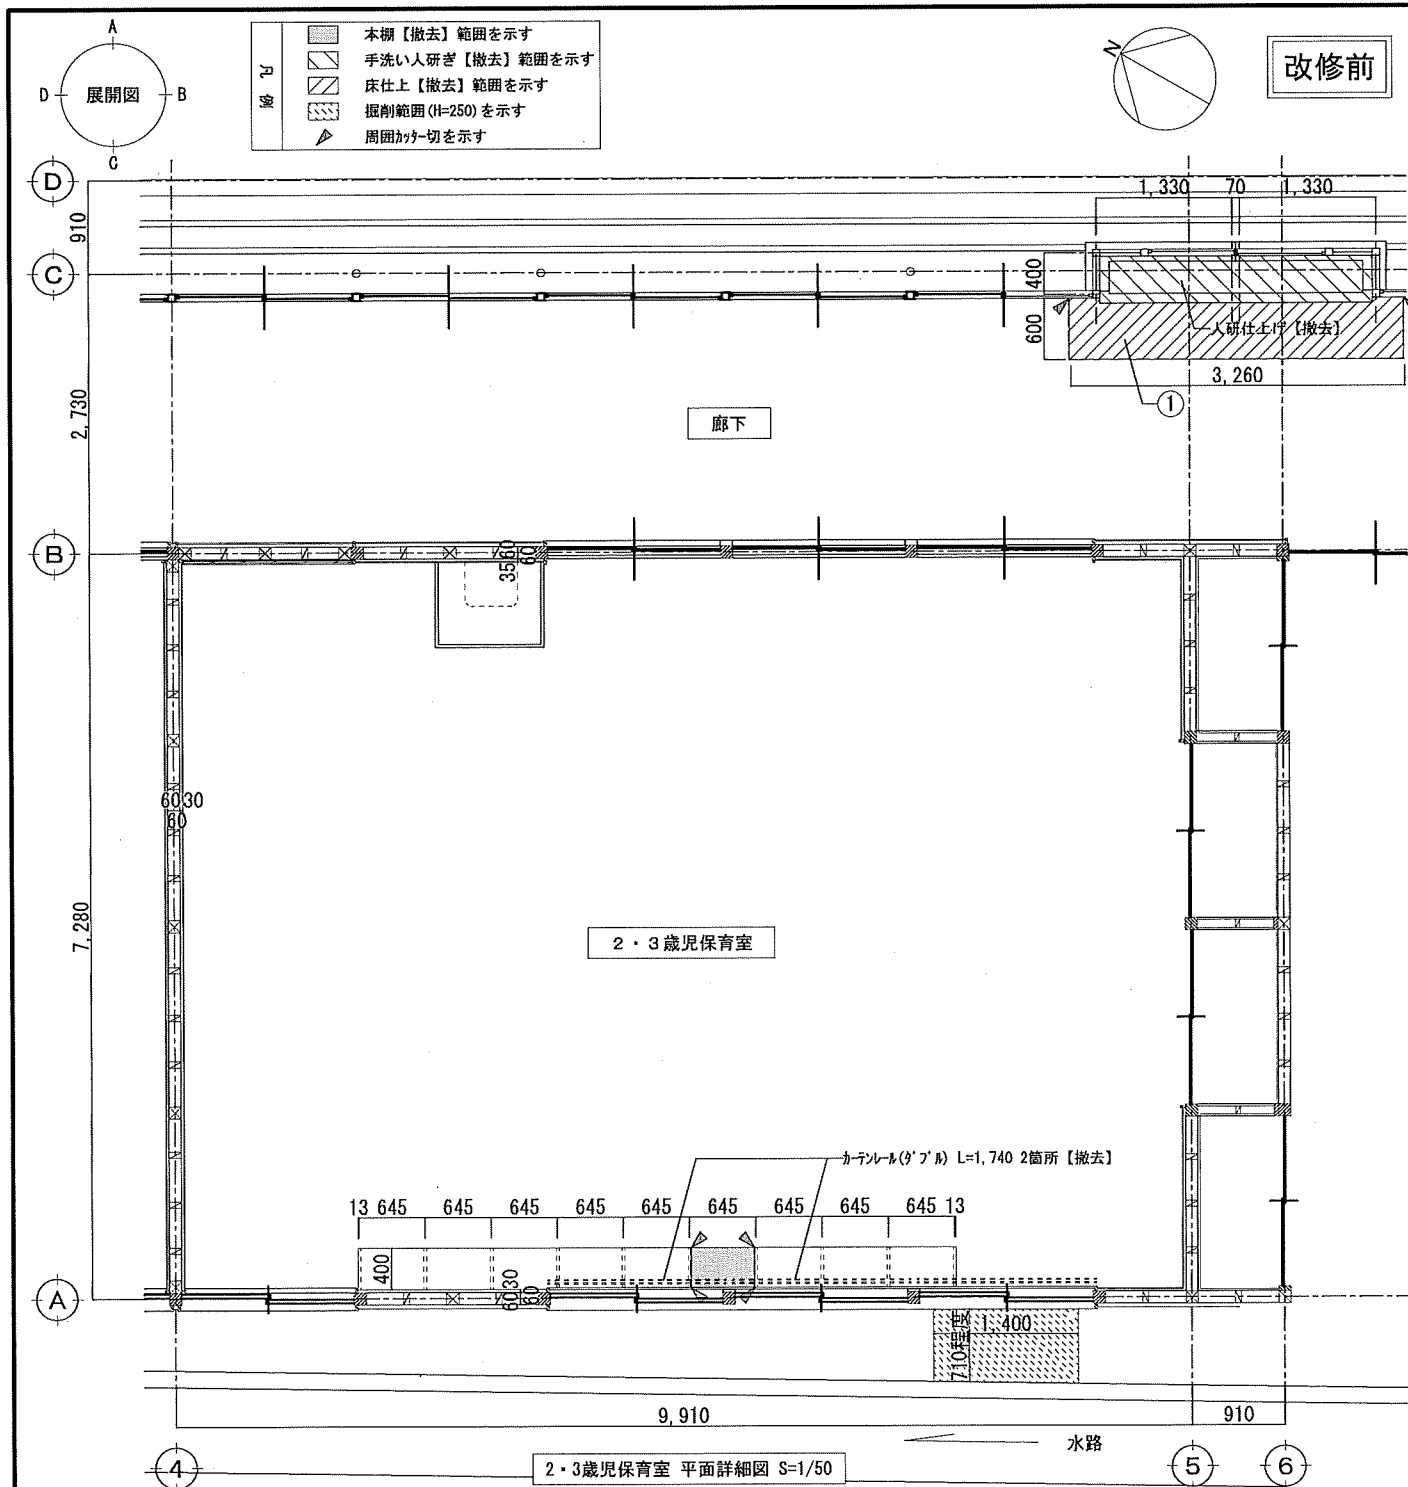 A
D
展開図
B
C
凡例
本棚【撤去】範囲を示す
手洗い人研ぎ【撤去】範囲を示す
床仕上【撤去】範囲を示す
掘削範囲(H=250)を示す
周囲カッター切を示す
N
改修前
D
1,330 70 1,330
910
C
400
600
人研仕上げ【撤去】
3,260
①
2,730
廊下
B
35 60
60
60 30
60
7,280
2・3歳児保育室
カーテンレール(ダブル) L=1,740 2箇所【撤去】
13 645 645 645 645 645 645 645 645 645 13
400
60 30
60
A
1,400
710程度
9,910
910
水路
4
2・3歳児保育室 平面詳細図 S=1/50
5
6